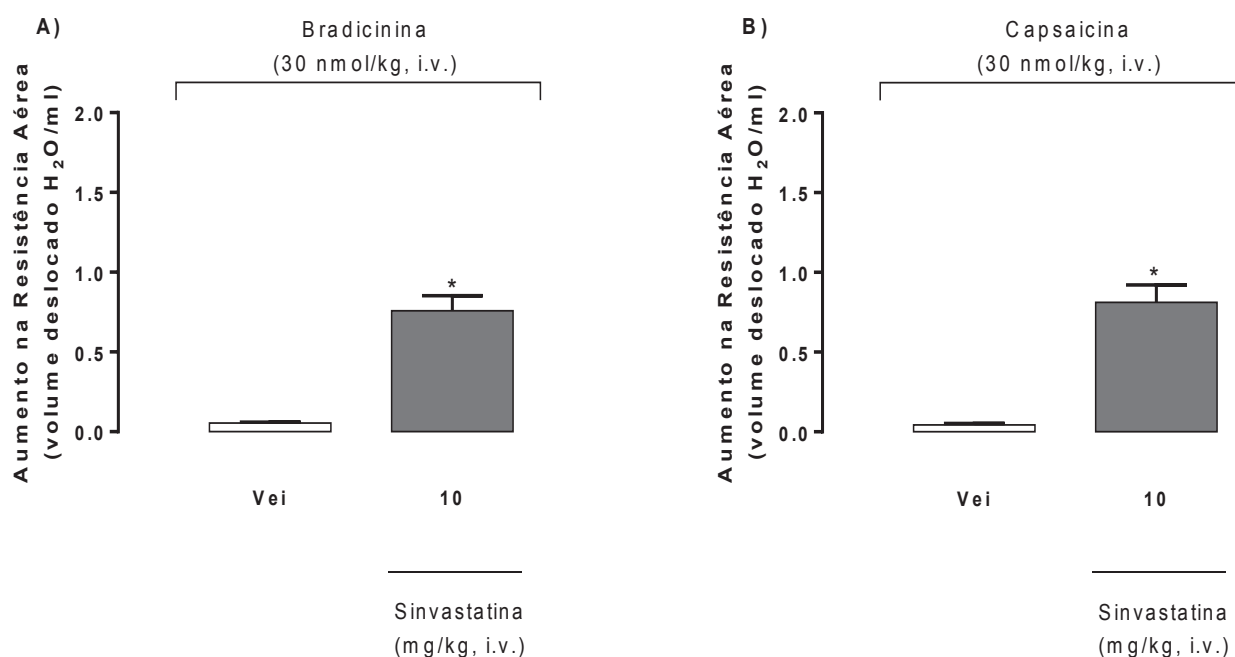 A)
Bradicinina
(30 nmol/kg, i.v.)
Aumento na Resistência Aérea
(volume deslocado H₂O/ml)
2.0
1.5
1.0
0.5
0.0
*
Vei
10
Sinvastatina
(mg/kg, i.v.)
B)
Capsaicina
(30 nmol/kg, i.v.)
Aumento na Resistência Aérea
(volume deslocado H₂O/ml)
2.0
1.5
1.0
0.5
0.0
*
Vei
10
Sinvastatina
(mg/kg, i.v.)